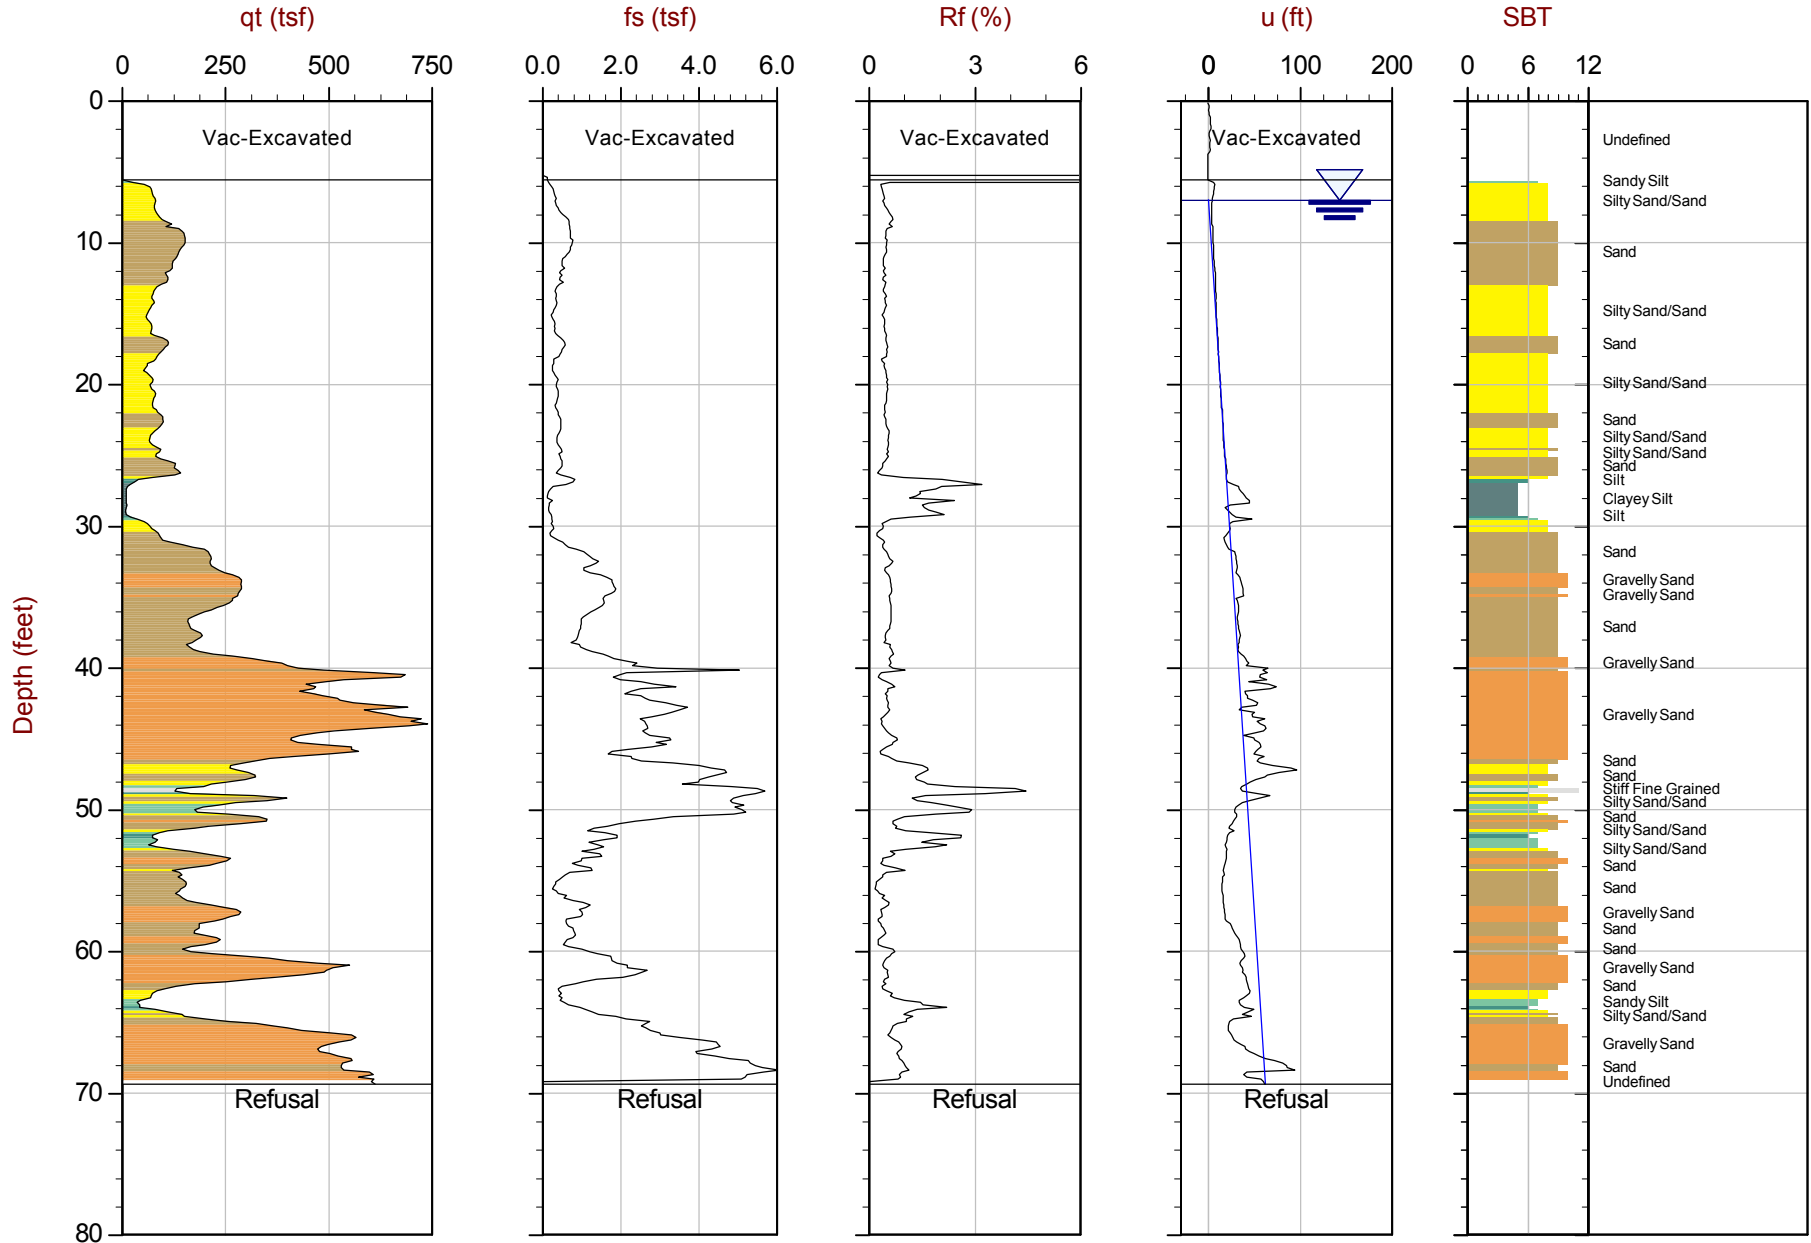 qt (tsf) fs (tsf) Rf (%) u (ft) SBT
0 250 500 750 0.0 2.0 4.0 6.0 0 3 6 0 100 200 0 6 12
0
Vac-Excavated Vac-Excavated Vac-Excavated Vac-Excavated
Undefined
Sandy Silt
Silty Sand/Sand
10
Sand
Silty Sand/Sand
Sand
20
Silty Sand/Sand
Sand
Silty Sand/Sand
Silty Sand/Sand
Sand
Silt
Clayey Silt
Silt
30
Sand
Gravelly Sand
Gravelly Sand
Sand
Depth (feet)
40
Gravelly Sand
Gravelly Sand
Sand
Sand
Stiff Fine Grained
Silty Sand/Sand
50
Sand
Silty Sand/Sand
Silty Sand/Sand
Sand
Sand
Gravelly Sand
Sand
60
Sand
Gravelly Sand
Sand
Sandy Silt
Silty Sand/Sand
Gravelly Sand
Sand
Undefined
70
Refusal Refusal Refusal Refusal
80